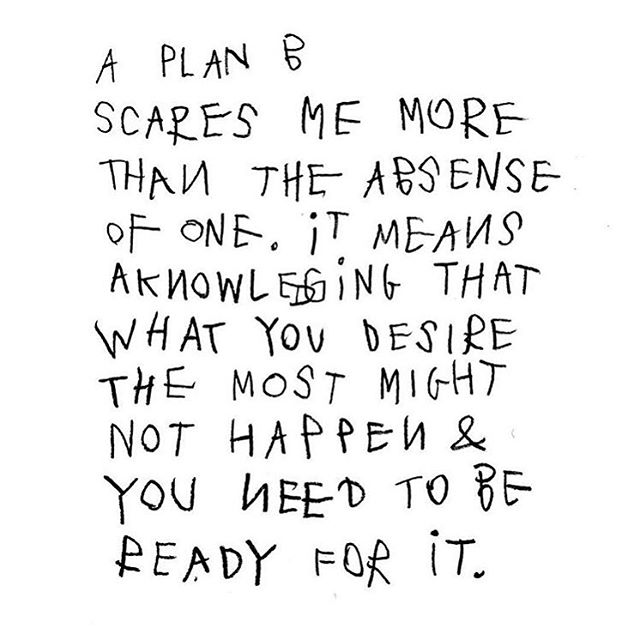 A PLAN B
SCARES ME MORE
THAN THE ABSENSE
OF ONE. iT MEANS
AKNOWLEDGiNG THAT
WHAT YOU DESIRE
THE MOST MIGHT
NOT HAPPEN &
YOU NEED TO BE
READY FOR iT.